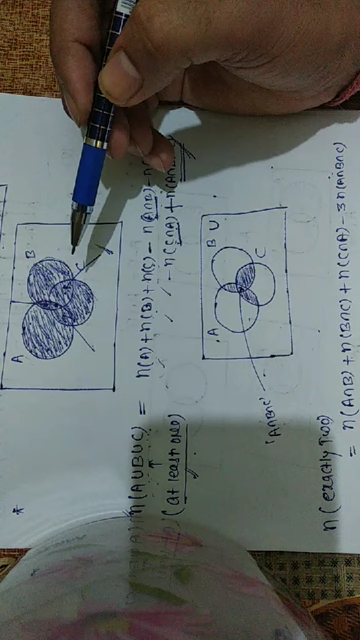 *
A B C
n(A∪B∪C) = n(A)+n(B)+n(C) - n(A∩B) -
- n(C∩A) + n(A∩B∩C)
(at least one)
A B U
C
A∩B∩C
n(exactly two)
= n(A∩B) + n(B∩C) + n(C∩A) - 3n(A∩B∩C)